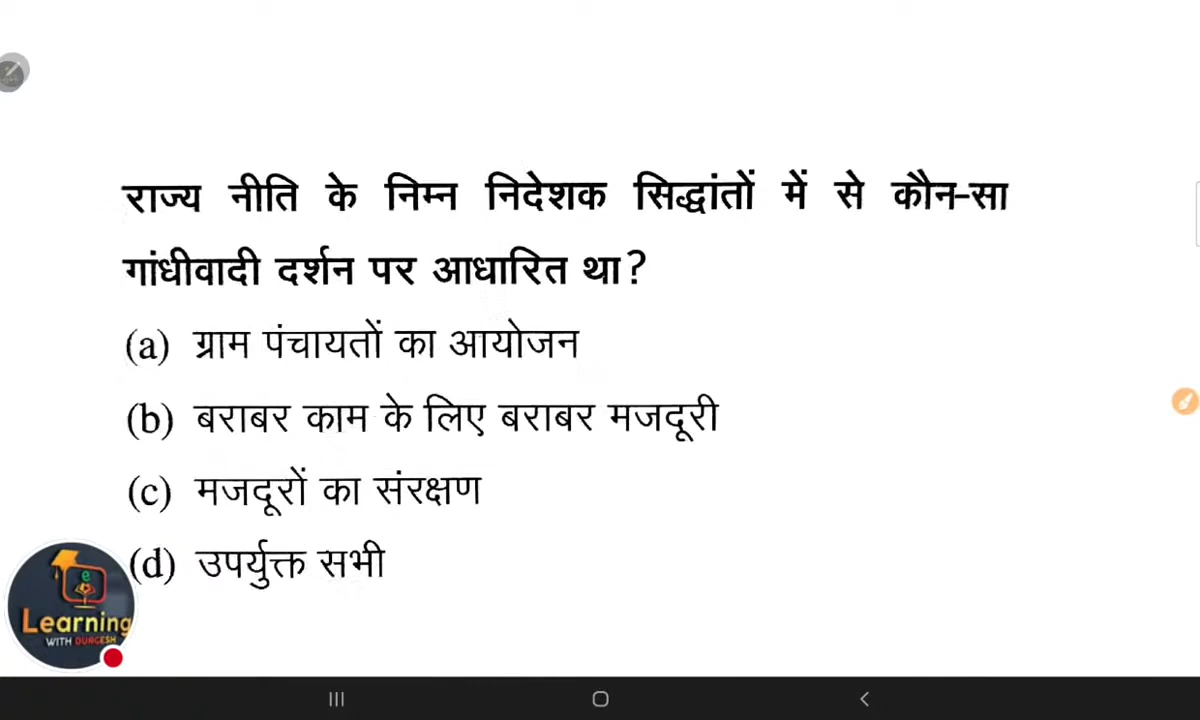 राज्य नीति के निम्न निदेशक सिद्धांतों में से कौन-सा
गांधीवादी दर्शन पर आधारित था?
(a) ग्राम पंचायतों का आयोजन
(b) बराबर काम के लिए बराबर मजदूरी
(c) मजदूरों का संरक्षण
(d) उपर्युक्त सभी
e
Learning
WITH DURGESH